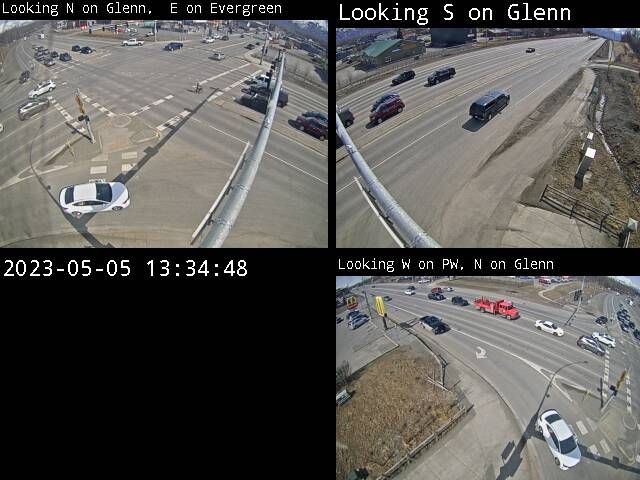 Looking N on Glenn, E on Evergreen
Looking S on Glenn
2023-05-05 13:34:48
Looking W on PW, N on Glenn